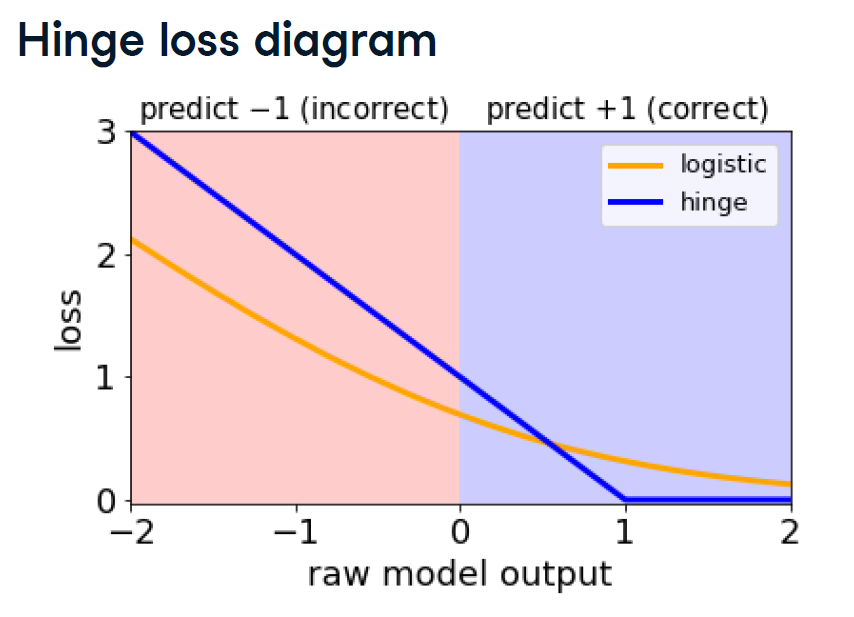 Hinge loss diagram
predict −1 (incorrect) predict +1 (correct)
3
2
1
0
loss
logistic
hinge
−2 −1 0 1 2
raw model output